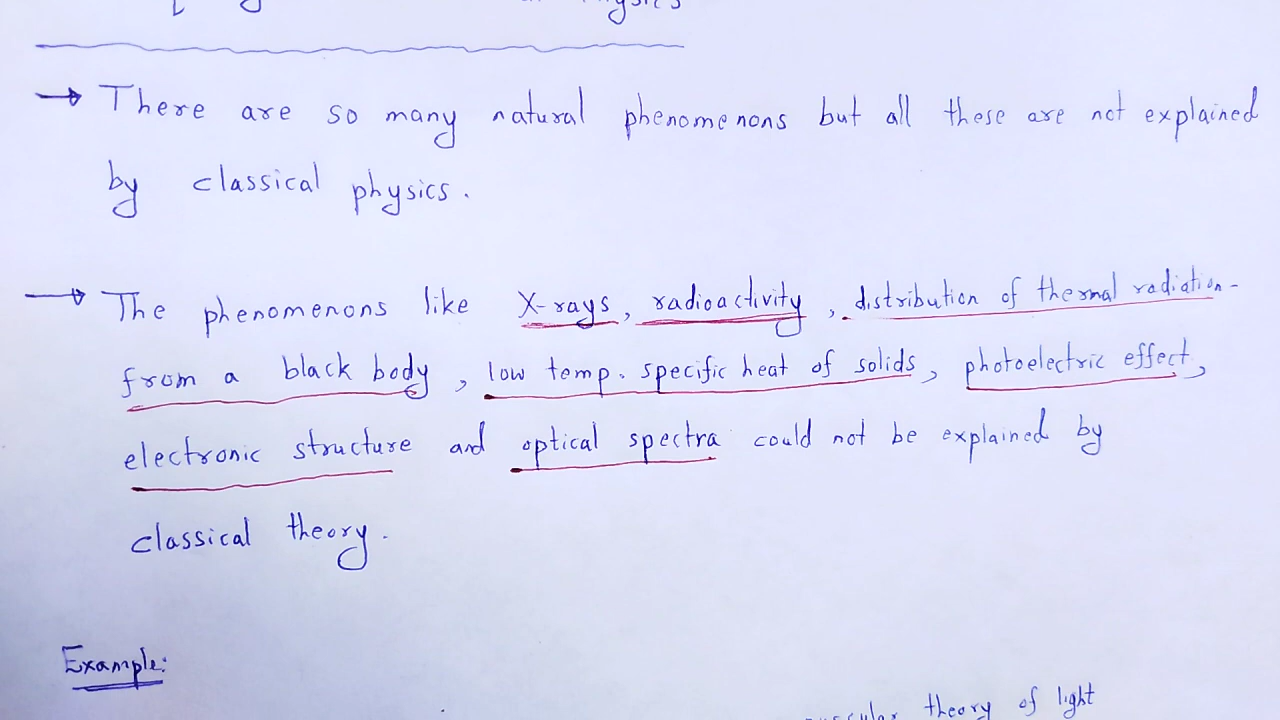 Physics
→ There are so many natural phenomenons but all these are not explained
by classical physics.
→ The phenomenons like X-rays, radioactivity, distribution of thermal radiation-
from a black body, low temp. specific heat of solids, photoelectric effect,
electronic structure and optical spectra could not be explained by
classical theory.
Example:
theory of light